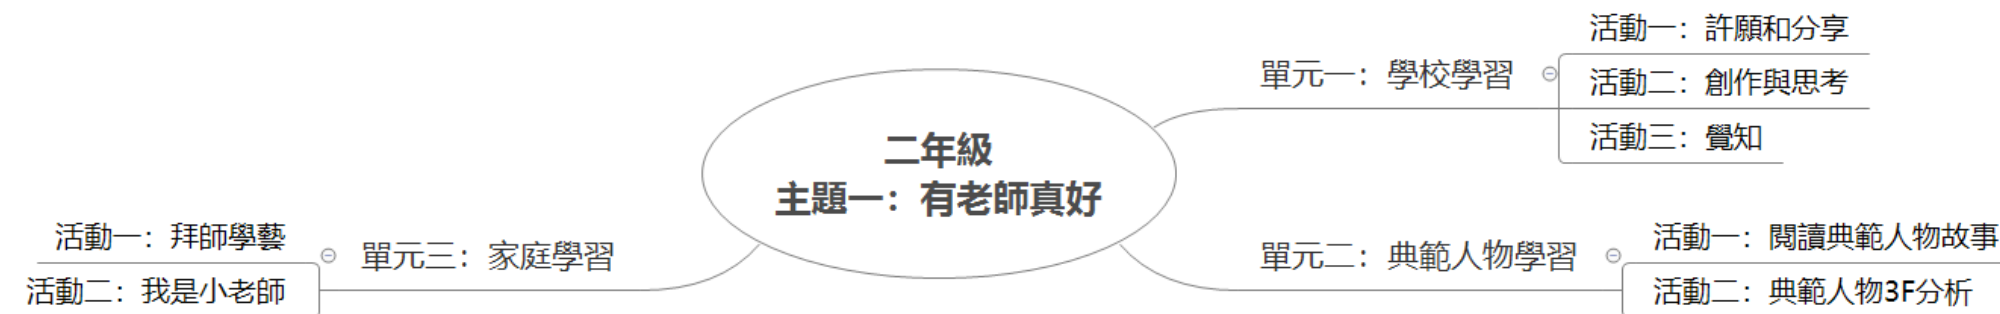 二年級
主題一：有老師真好
單元一：學校學習
活動一：許願和分享
活動二：創作與思考
活動三：覺知
單元二：典範人物學習
活動一：閱讀典範人物故事
活動二：典範人物3F分析
單元三：家庭學習
活動一：拜師學藝
活動二：我是小老師